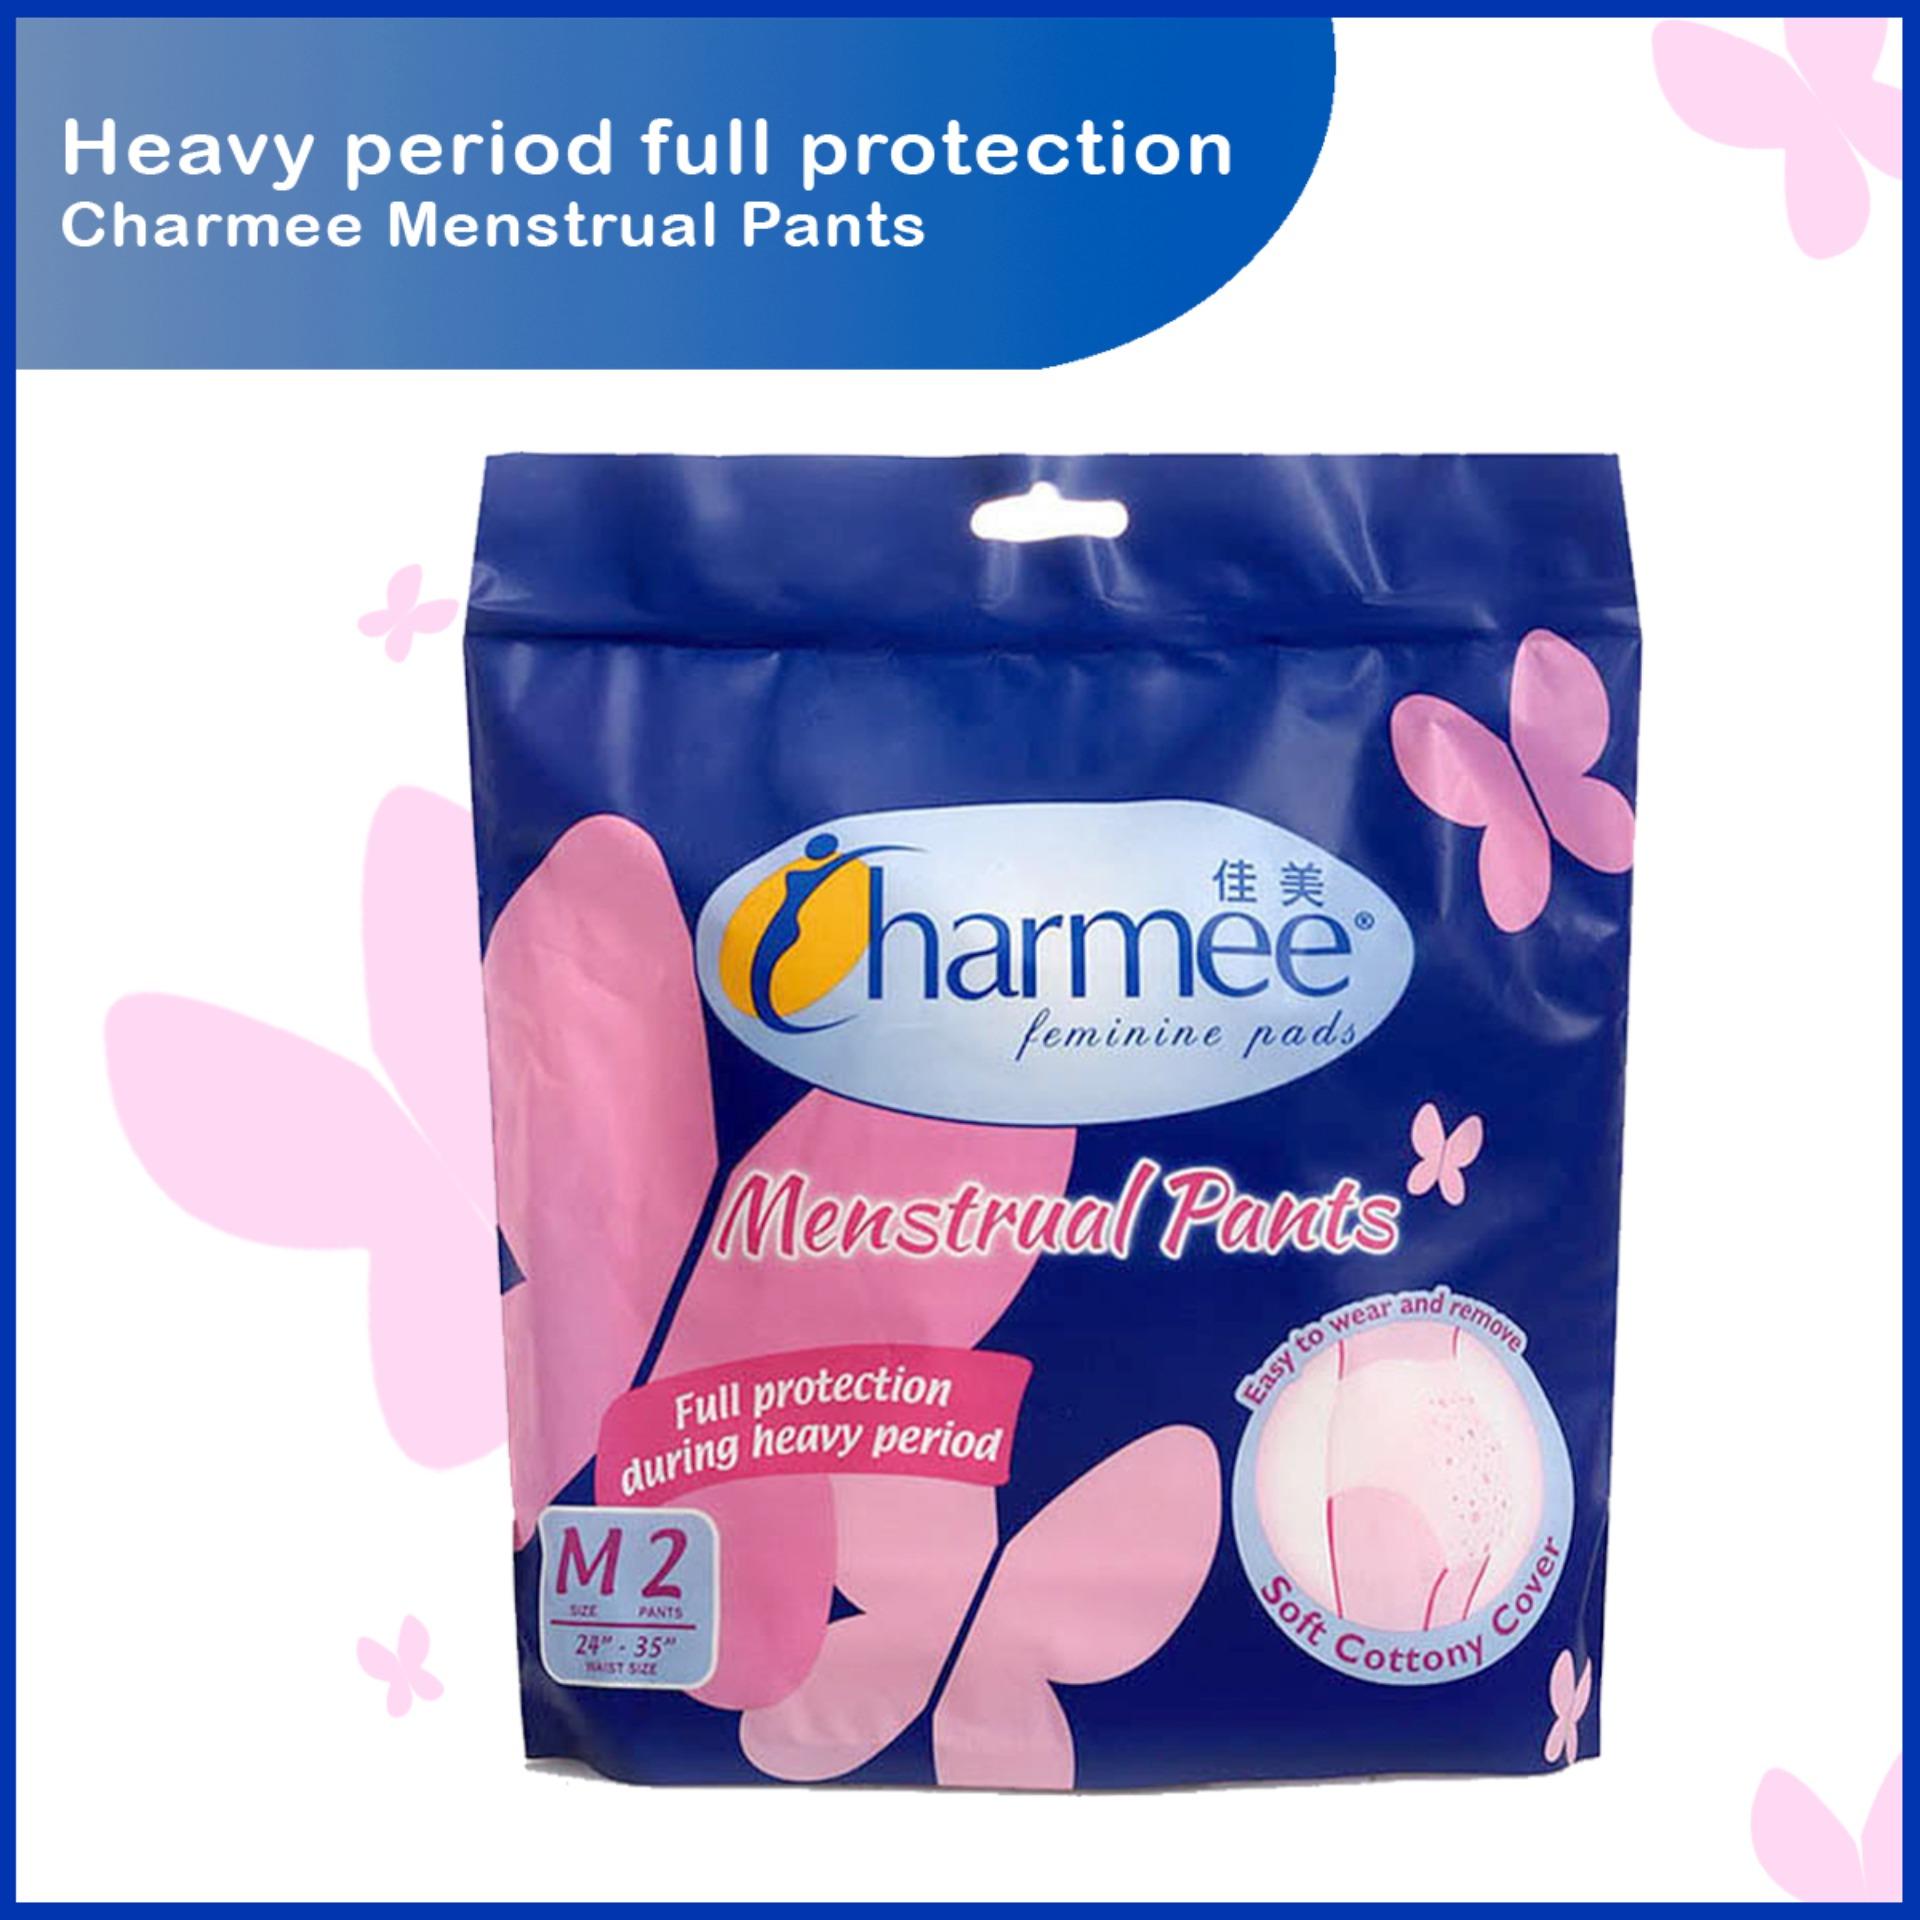 Heavy period full protection
Charmee Menstrual Pants
佳美
Charmee®
feminine pads
Menstrual Pants
Easy to wear and remove
Full protection
during heavy period
M 2
SIZE PANTS
24" - 35"
WAIST SIZE
Soft Cottony Cover